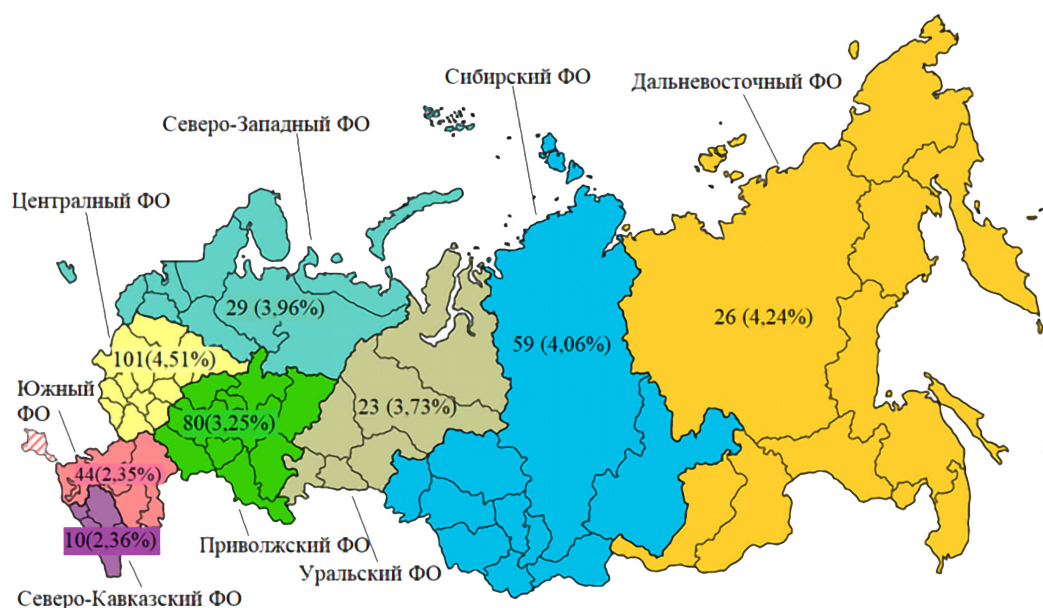 Сибирский ФО
Дальневосточный ФО
Северо-Западный ФО
Централный ФО
29 (3,96%)
26 (4,24%)
59 (4,06%)
101(4,51%)
Южный
ФО
23 (3,73%)
80(3,25%)
44(2,35%)
10(2,36%)
Приволжский ФО
Уральский ФО
Северо-Кавказский ФО